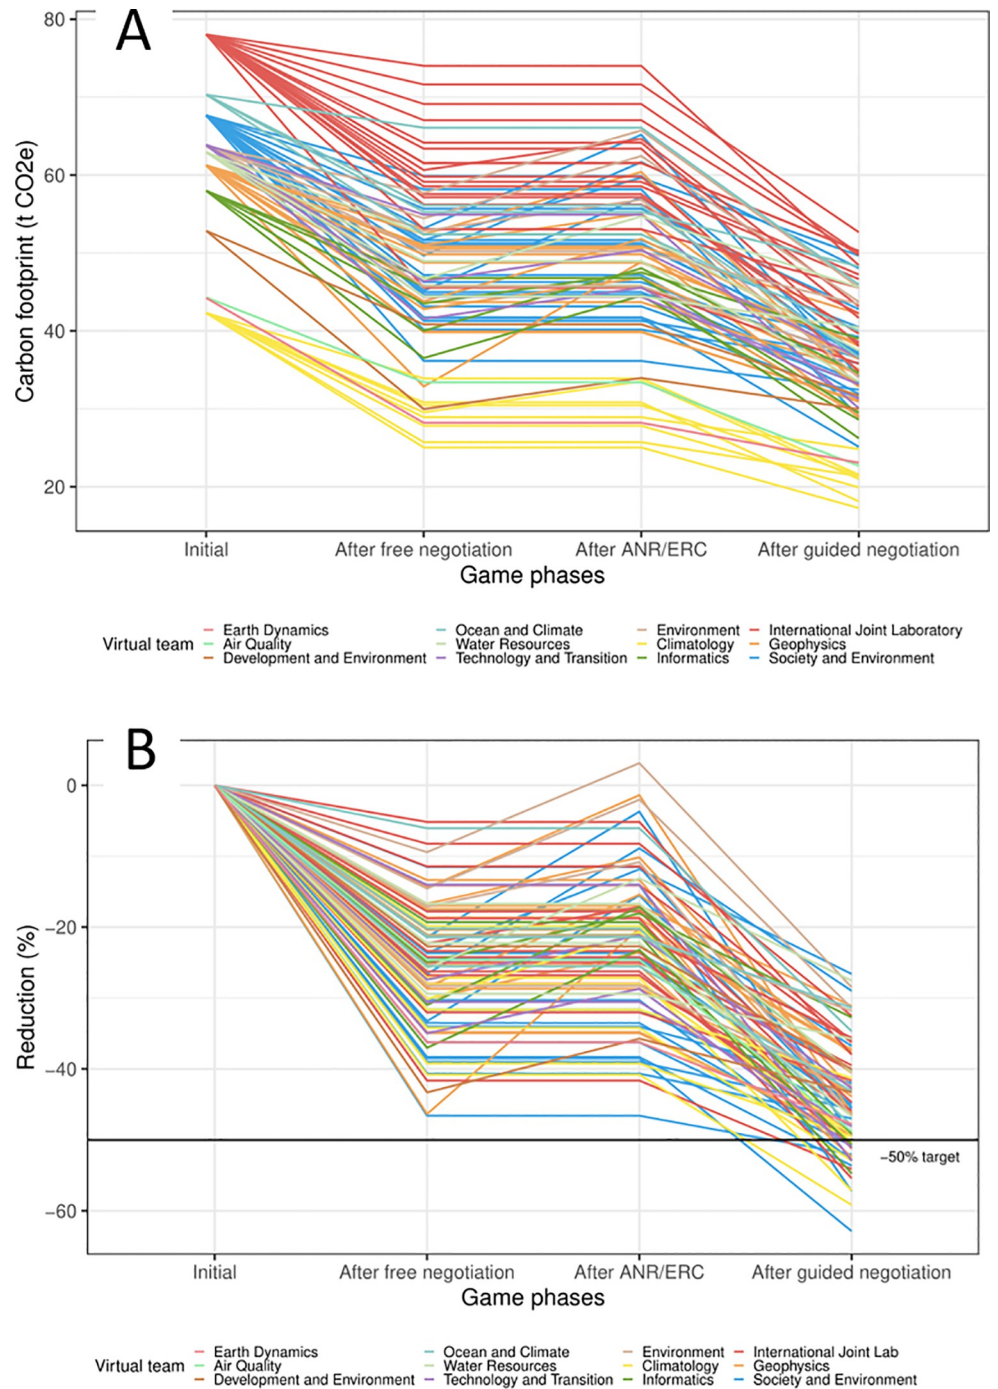 A
80
60
40
20
Carbon footprint (t CO2e)
Initial After free negotiation After ANR/ERC After guided negotiation
Game phases
Virtual team
Earth Dynamics Ocean and Climate Environment International Joint Laboratory
Air Quality Water Resources Climatology Geophysics
Development and Environment Technology and Transition Informatics Society and Environment
B
0
−20
−40
−60
Reduction (%)
−50% target
Initial After free negotiation After ANR/ERC After guided negotiation
Game phases
Virtual team
Earth Dynamics Ocean and Climate Environment International Joint Lab
Air Quality Water Resources Climatology Geophysics
Development and Environment Technology and Transition Informatics Society and Environment